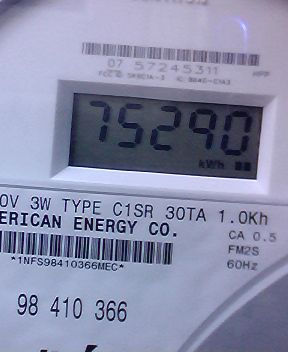 07 57245311
75290
kWh
0V 3W TYPE C1SR 30TA 1.0Kh
ERICAN ENERGY CO.
CA 0.5
FM2S
*1NFS98410366MEC*
60Hz
98 410 366